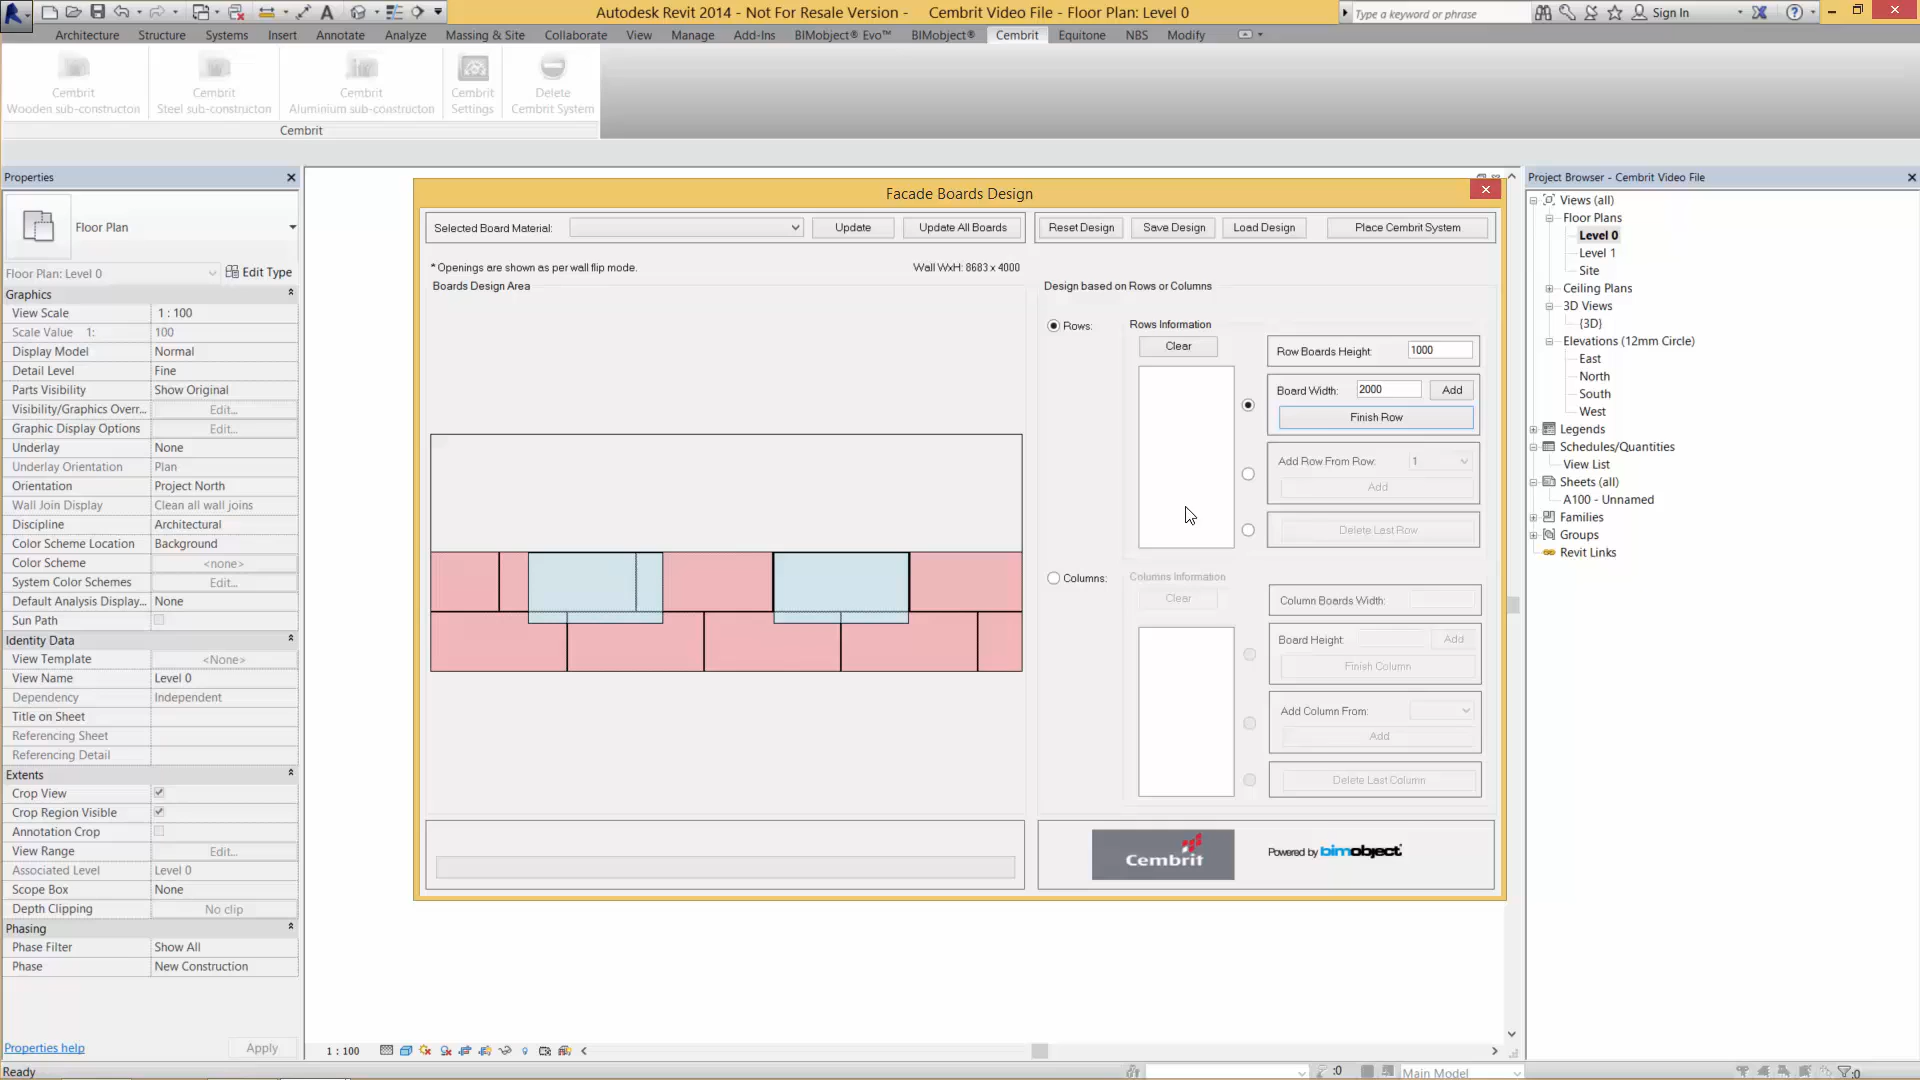 Autodesk Revit 2014 - Not For Resale Version - Cembrit Video File - Floor Plan: Level 0
Type a keyword or phrase
Sign In
Architecture Structure Systems Insert Annotate Analyze Massing & Site Collaborate View Manage Add-Ins BIMobject® Evo™ BIMobject® Cembrit Equitone NBS Modify
Cembrit
Wooden sub-constructon
Cembrit
Steel sub-constructon
Cembrit
Aluminium sub-constructon
Cembrit
Settings
Delete
Cembrit System
Cembrit
Properties
Floor Plan
Floor Plan: Level 0
Edit Type
Graphics
View Scale 1 : 100
Scale Value 1: 100
Display Model Normal
Detail Level Fine
Parts Visibility Show Original
Visibility/Graphics Overr... Edit...
Graphic Display Options Edit...
Underlay None
Underlay Orientation Plan
Orientation Project North
Wall Join Display Clean all wall joins
Discipline Architectural
Color Scheme Location Background
Color Scheme <none>
System Color Schemes Edit...
Default Analysis Display... None
Sun Path
Identity Data
View Template <None>
View Name Level 0
Dependency Independent
Title on Sheet
Referencing Sheet
Referencing Detail
Extents
Crop View
Crop Region Visible
Annotation Crop
View Range Edit...
Associated Level Level 0
Scope Box None
Depth Clipping No clip
Phasing
Phase Filter Show All
Phase New Construction
Properties help
Apply
Ready
Facade Boards Design
Selected Board Material:
Update
Update All Boards
Reset Design
Save Design
Load Design
Place Cembrit System
* Openings are shown as per wall flip mode.
Wall WxH: 8683 x 4000
Boards Design Area
Design based on Rows or Columns
Rows:
Rows Information
Clear
Row Boards Height: 1000
Board Width: 2000 Add
Finish Row
Add Row From Row: 1
Add
Delete Last Row
Columns:
Columns Information
Clear
Column Boards Width:
Board Height: Add
Finish Column
Add Column From:
Add
Delete Last Column
Cembrit
Powered by bimobject®
1 : 100
:0
Main Model
:0
Project Browser - Cembrit Video File
Views (all)
Floor Plans
Level 0
Level 1
Site
Ceiling Plans
3D Views
{3D}
Elevations (12mm Circle)
East
North
South
West
Legends
Schedules/Quantities
View List
Sheets (all)
A100 - Unnamed
Families
Groups
Revit Links